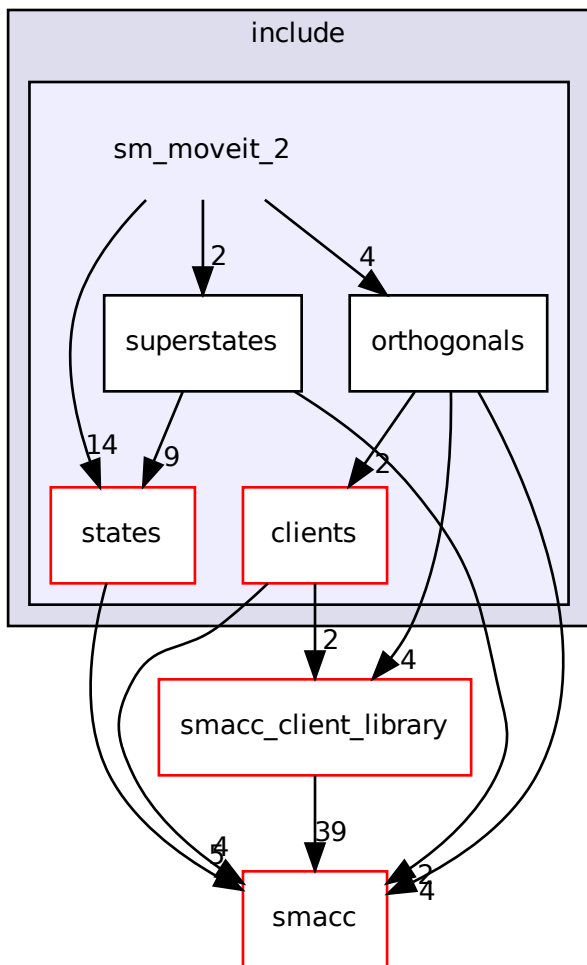 include
sm_moveit_2
2
4
superstates
orthogonals
14
9
2
states
clients
2
4
smacc_client_library
39
4
5
2
4
smacc